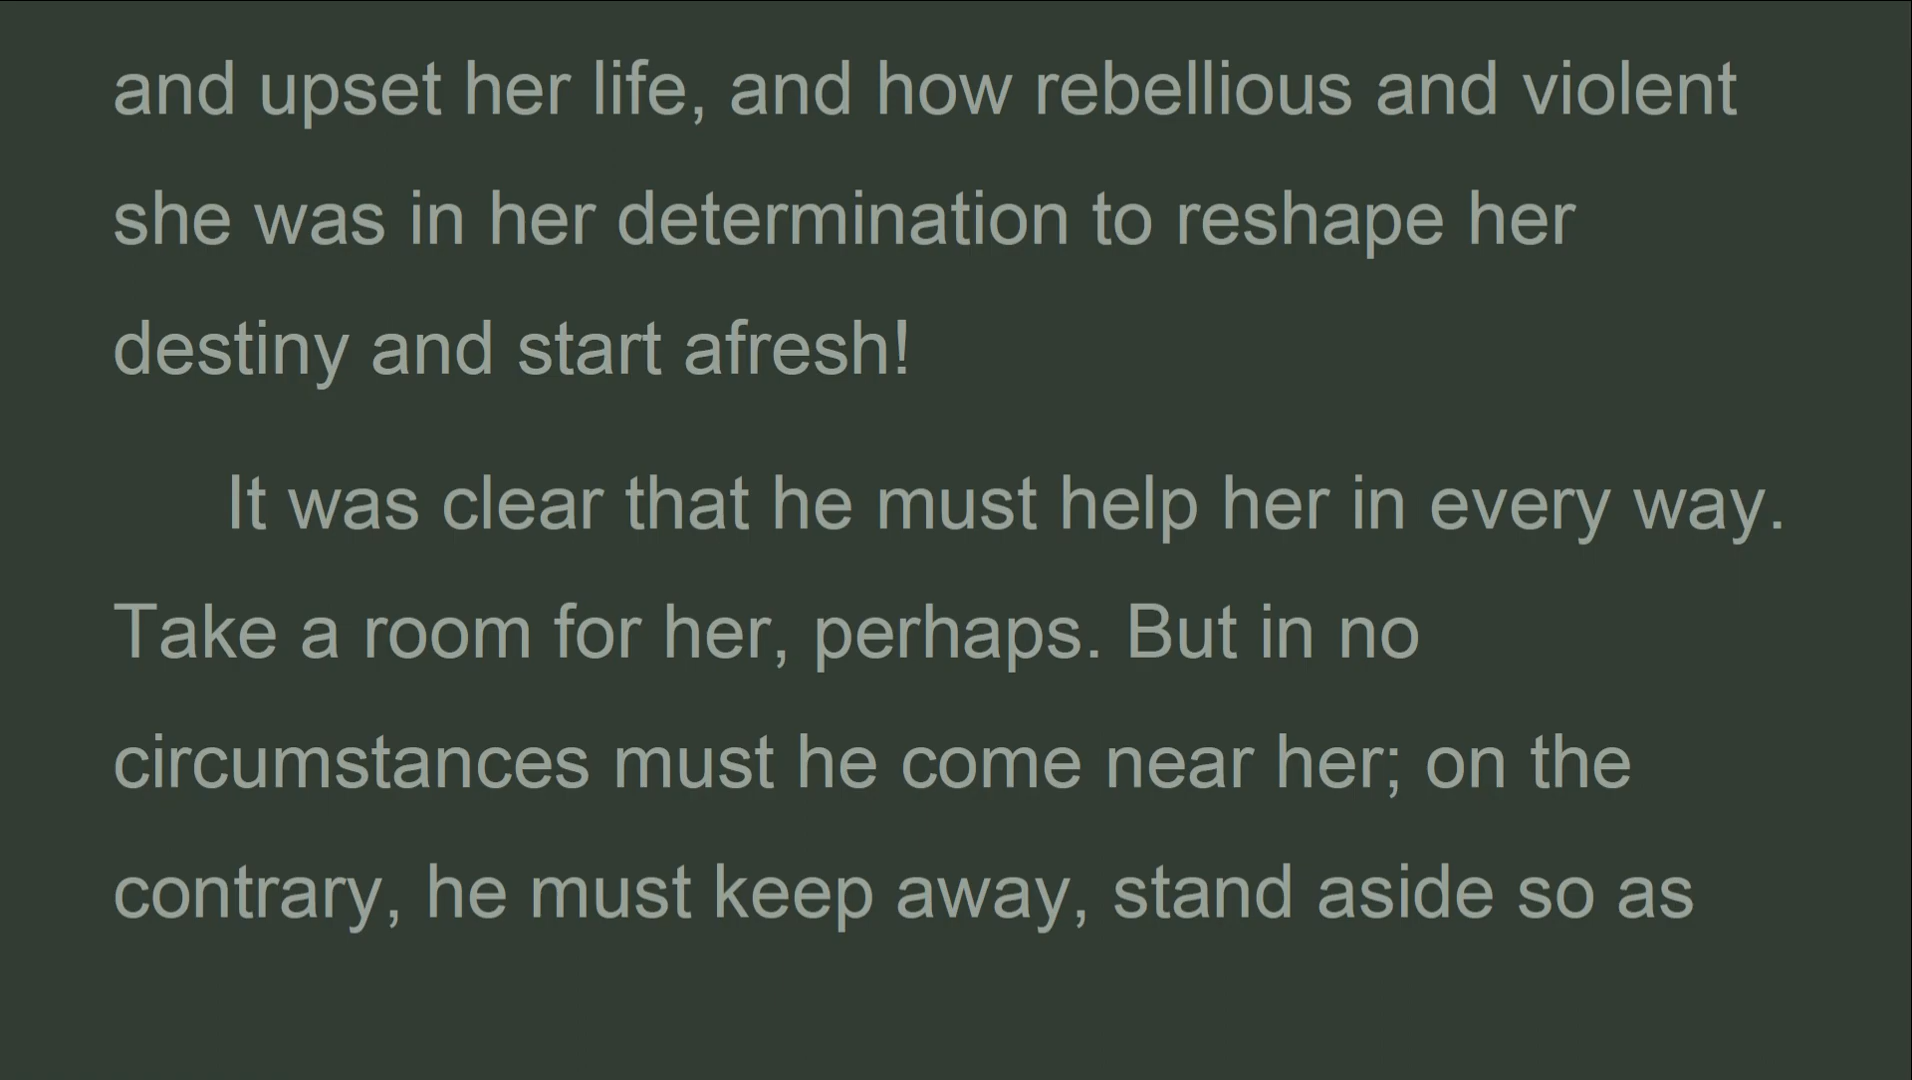 and upset her life, and how rebellious and violent
she was in her determination to reshape her
destiny and start afresh!
It was clear that he must help her in every way.
Take a room for her, perhaps. But in no
circumstances must he come near her; on the
contrary, he must keep away, stand aside so as